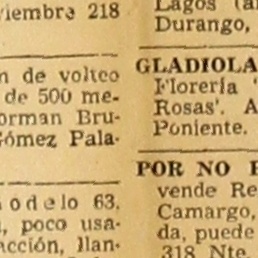 viembre 218
n de volteo
de 500 me-
orman Bru-
Gómez Pala-
odelo 63,
, poco usa-
acción, llan-
Lagos (a
Durango,
GLADIOLA
Florería '
Rosas'. A
Poniente.
POR NO
vende Re
Camargo,
da, puede
318 Nte.